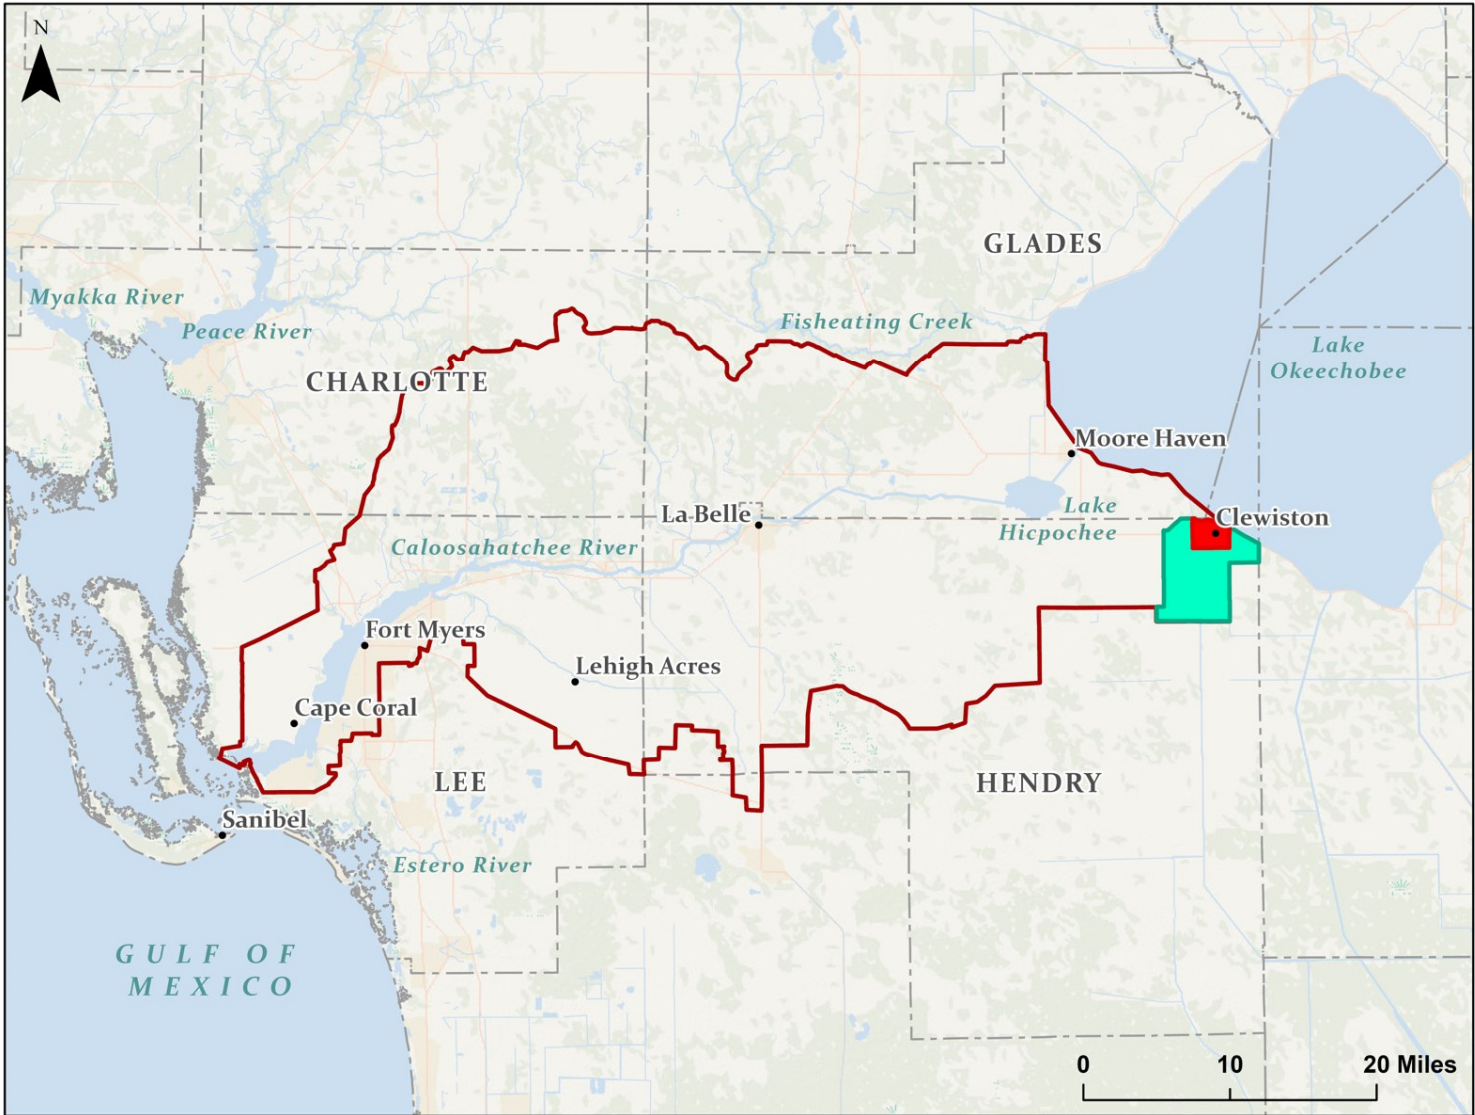 N
GLADES
Myakka River
Peace River
Fisheating Creek
Lake
Okeechobee
CHARLOTTE
Moore Haven
La Belle
Lake
Hicpochee
Clewiston
Caloosahatchee River
Fort Myers
Lehigh Acres
Cape Coral
LEE
HENDRY
Sanibel
Estero River
GULF OF
MEXICO
0 10 20 Miles